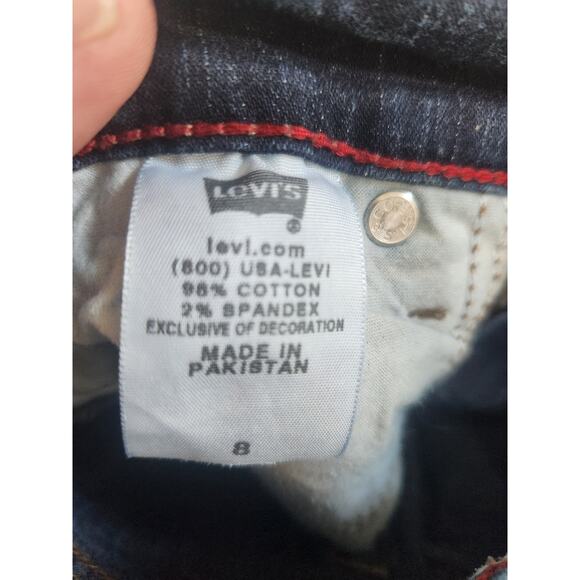 LEVI'S
levi.com
(800) USA-LEVI
98% COTTON
2% SPANDEX
EXCLUSIVE OF DECORATION
MADE IN
PAKISTAN
8